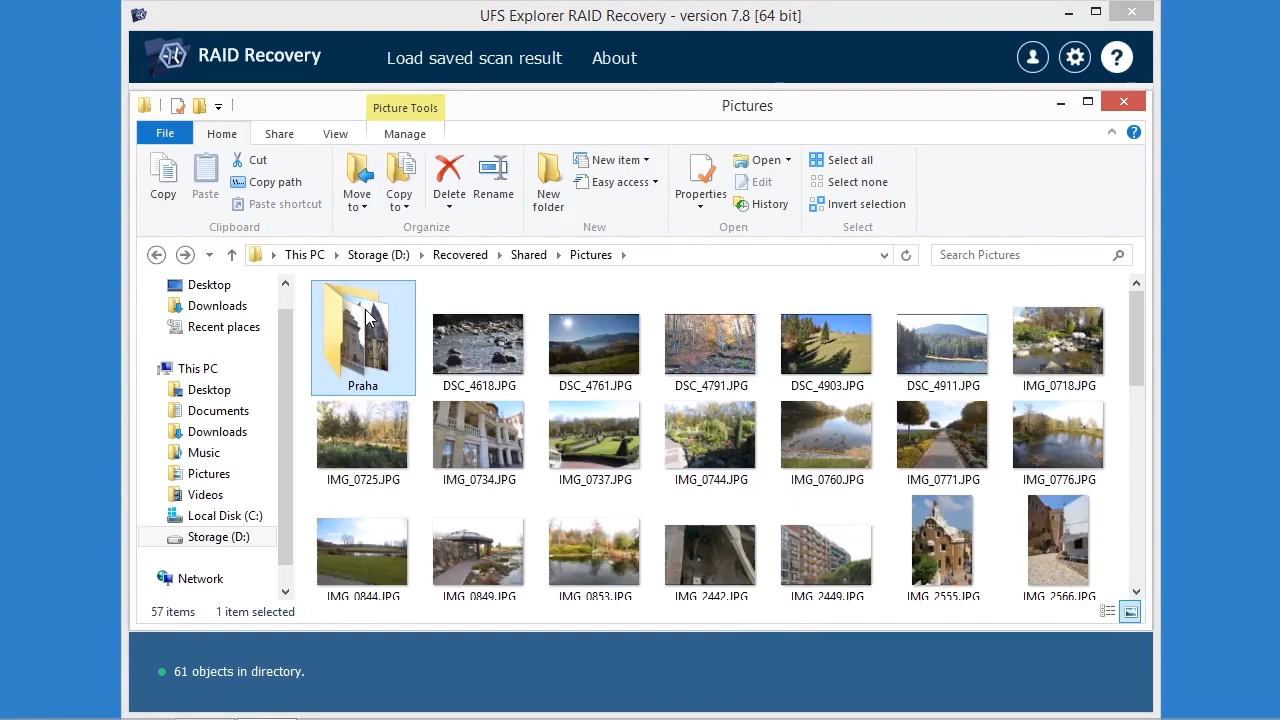 UFS Explorer RAID Recovery - version 7.8 [64 bit]
RAID Recovery
Load saved scan result
About
?
Picture Tools
Pictures
File
Home
Share
View
Manage
?
Copy
Paste
Cut
Copy path
Paste shortcut
Clipboard
Move to
Copy to
Delete
Rename
Organize
New folder
New item
Easy access
New
Properties
Open
Edit
History
Open
Select all
Select none
Invert selection
Select
This PC
Storage (D:)
Recovered
Shared
Pictures
Search Pictures
Desktop
Downloads
Recent places
This PC
Desktop
Documents
Downloads
Music
Pictures
Videos
Local Disk (C:)
Storage (D:)
Network
Praha
DSC_4618.JPG
DSC_4761.JPG
DSC_4791.JPG
DSC_4903.JPG
DSC_4911.JPG
IMG_0718.JPG
IMG_0725.JPG
IMG_0734.JPG
IMG_0737.JPG
IMG_0744.JPG
IMG_0760.JPG
IMG_0771.JPG
IMG_0776.JPG
IMG_0844.JPG
IMG_0849.JPG
IMG_0853.JPG
IMG_2442.JPG
IMG_2449.JPG
IMG_2555.JPG
IMG_2566.JPG
57 items
1 item selected
61 objects in directory.